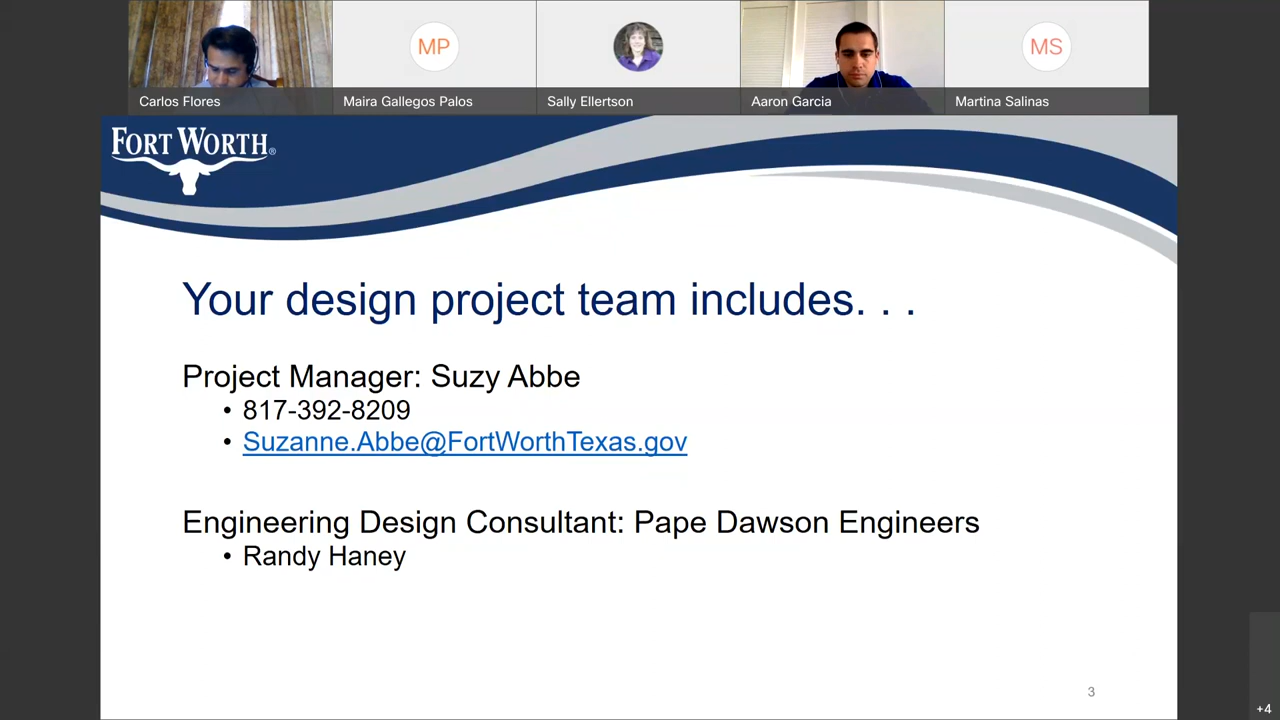 MP
MS
Carlos Flores
Maira Gallegos Palos
Sally Ellertson
Aaron Garcia
Martina Salinas
FORT WORTH®
Your design project team includes. . .
Project Manager: Suzy Abbe
• 817-392-8209
• Suzanne.Abbe@FortWorthTexas.gov
Engineering Design Consultant: Pape Dawson Engineers
• Randy Haney
3
+4